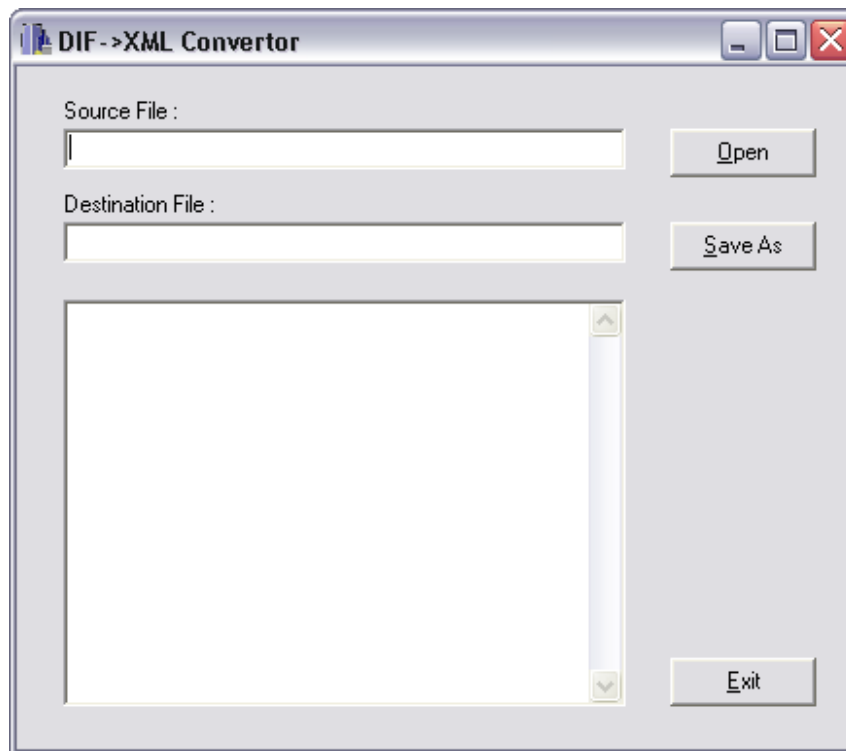 DIF->XML Convertor
Source File :
Open
Destination File :
Save As
Exit